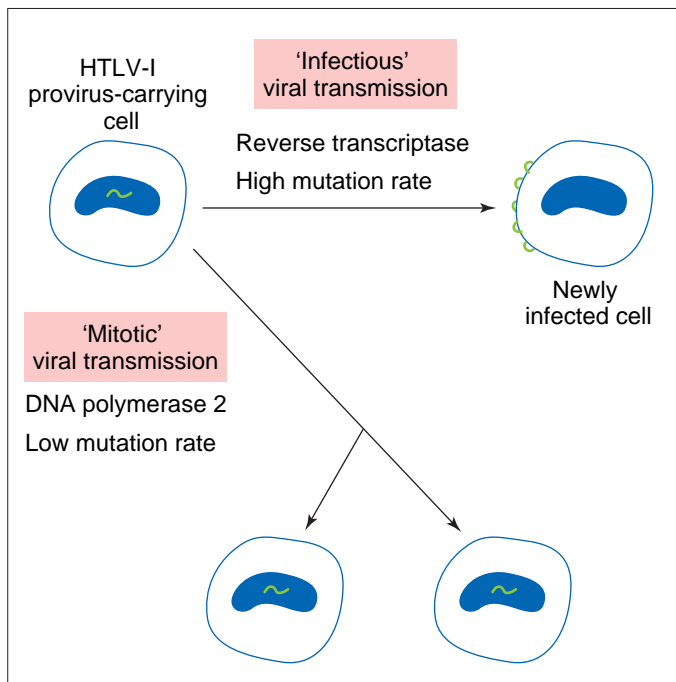 HTLV-I
provirus-carrying
cell
‘Infectious’
viral transmission
Reverse transcriptase
High mutation rate
Newly
infected cell
‘Mitotic’
viral transmission
DNA polymerase 2
Low mutation rate